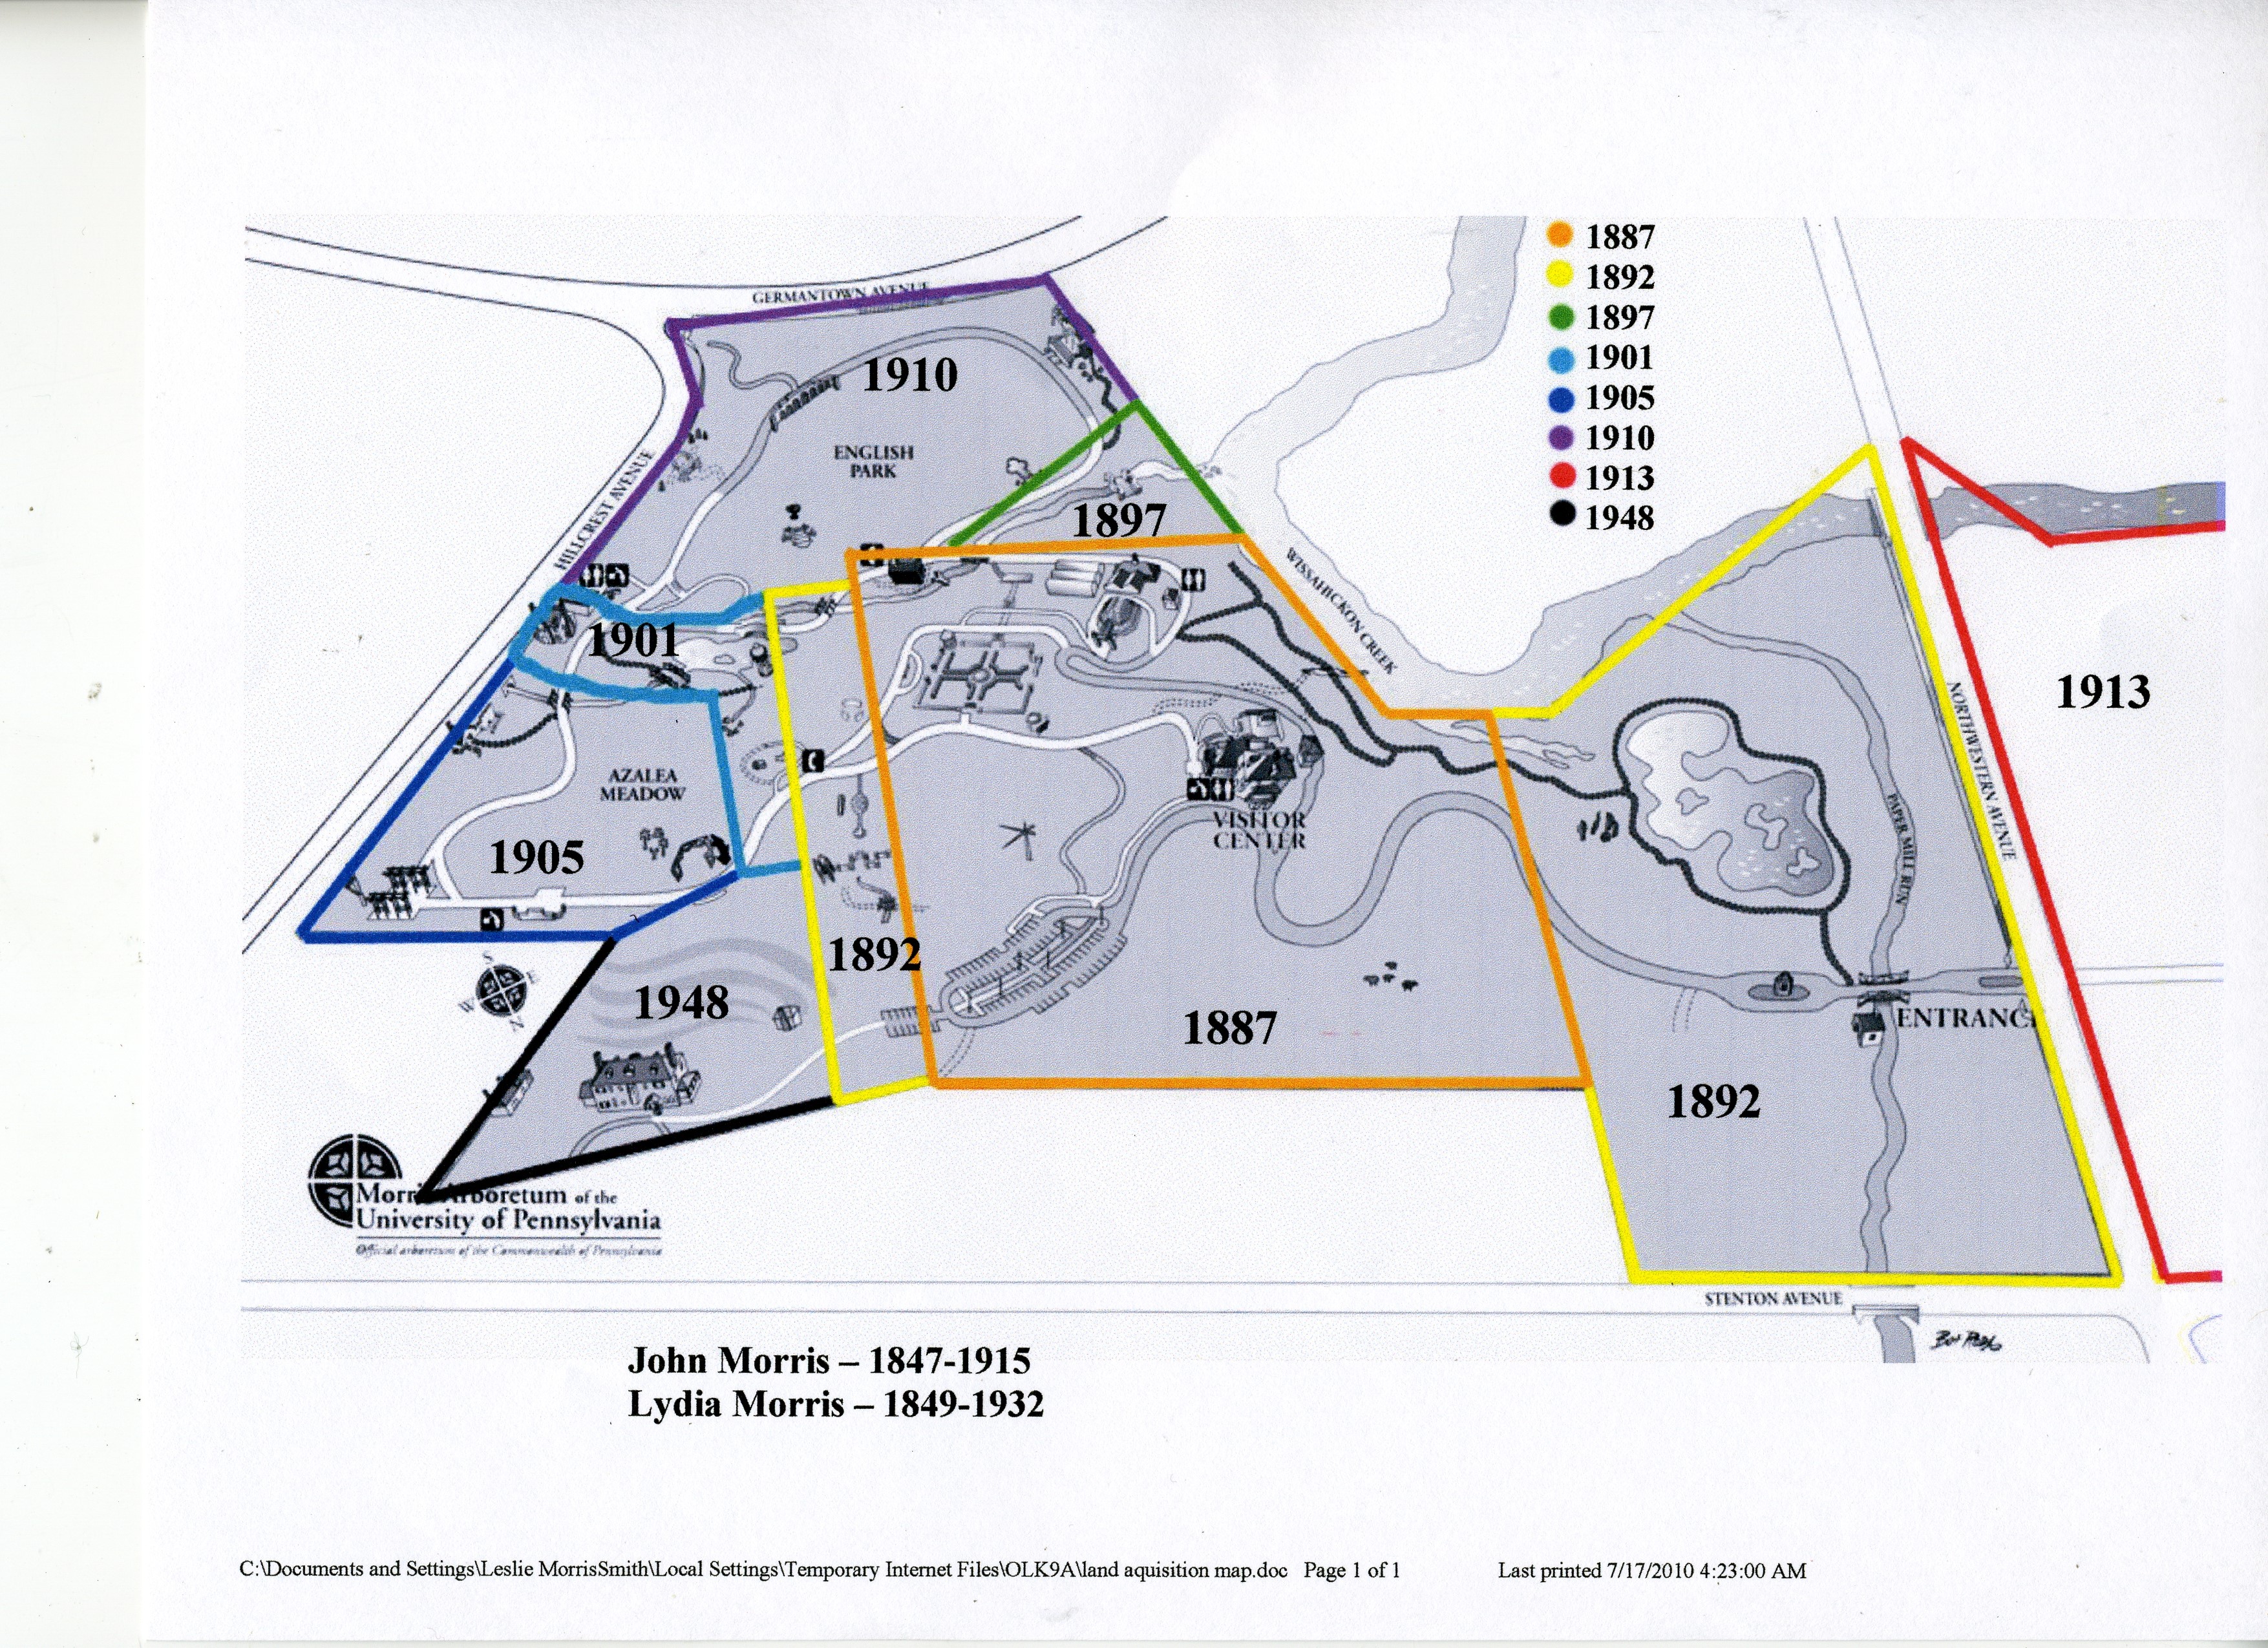 1887
1892
1897
1901
1905
1910
1913
1948
GERMANTOWN AVENUE
1910
ENGLISH
PARK
HILLCREST AVENUE
1897
WISSAHICKON CREEK
1901
1913
NORTHWESTERN AVENUE
AZALEA
MEADOW
VISITOR
CENTER
PAPER MILL RUN
1905
1892
S
E
W
N
1948
1887
ENTRANCE
1892
Morris Arboretum of the
University of Pennsylvania
Official arboretum of the Commonwealth of Pennsylvania
STENTON AVENUE
John Morris – 1847-1915
Lydia Morris – 1849-1932
C:\Documents and Settings\Leslie MorrisSmith\Local Settings\Temporary Internet Files\OLK9A\land aquisition map.doc Page 1 of 1 Last printed 7/17/2010 4:23:00 AM